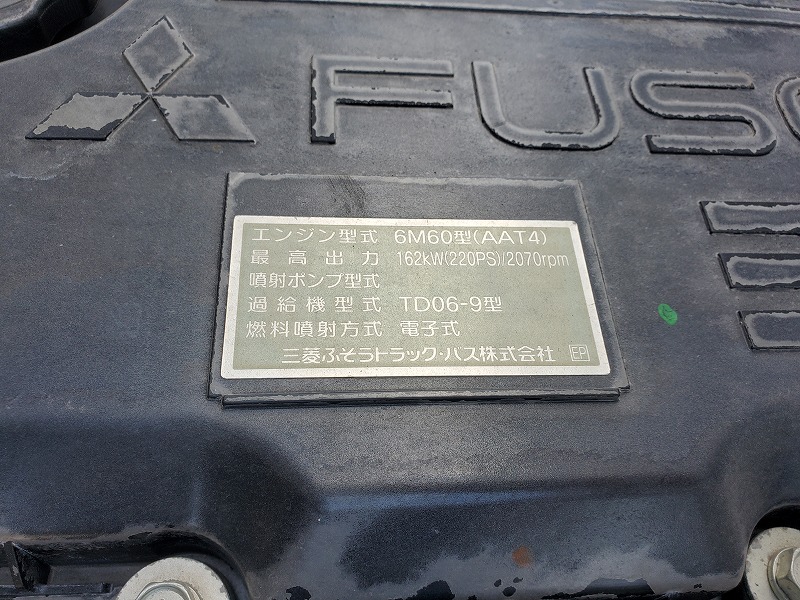 FUSO
エンジン型式 6M60型(AAT4)
最高出力 162kW(220PS)/2070rpm
噴射ポンプ型式
過給機型式 TD06-9型
燃料噴射方式 電子式
三菱ふそうトラック・バス株式会社 EP